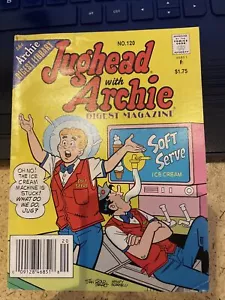 Archie
DIGEST LIBRARY
Jughead
with
Archie
NO. 120
$1.75
DIGEST MAGAZINE
OH NO!
THE ICE
CREAM
MACHINE IS
STUCK!
WHAT DO
WE DO,
JUG?
SOFT
Serve
ICE CREAM
20